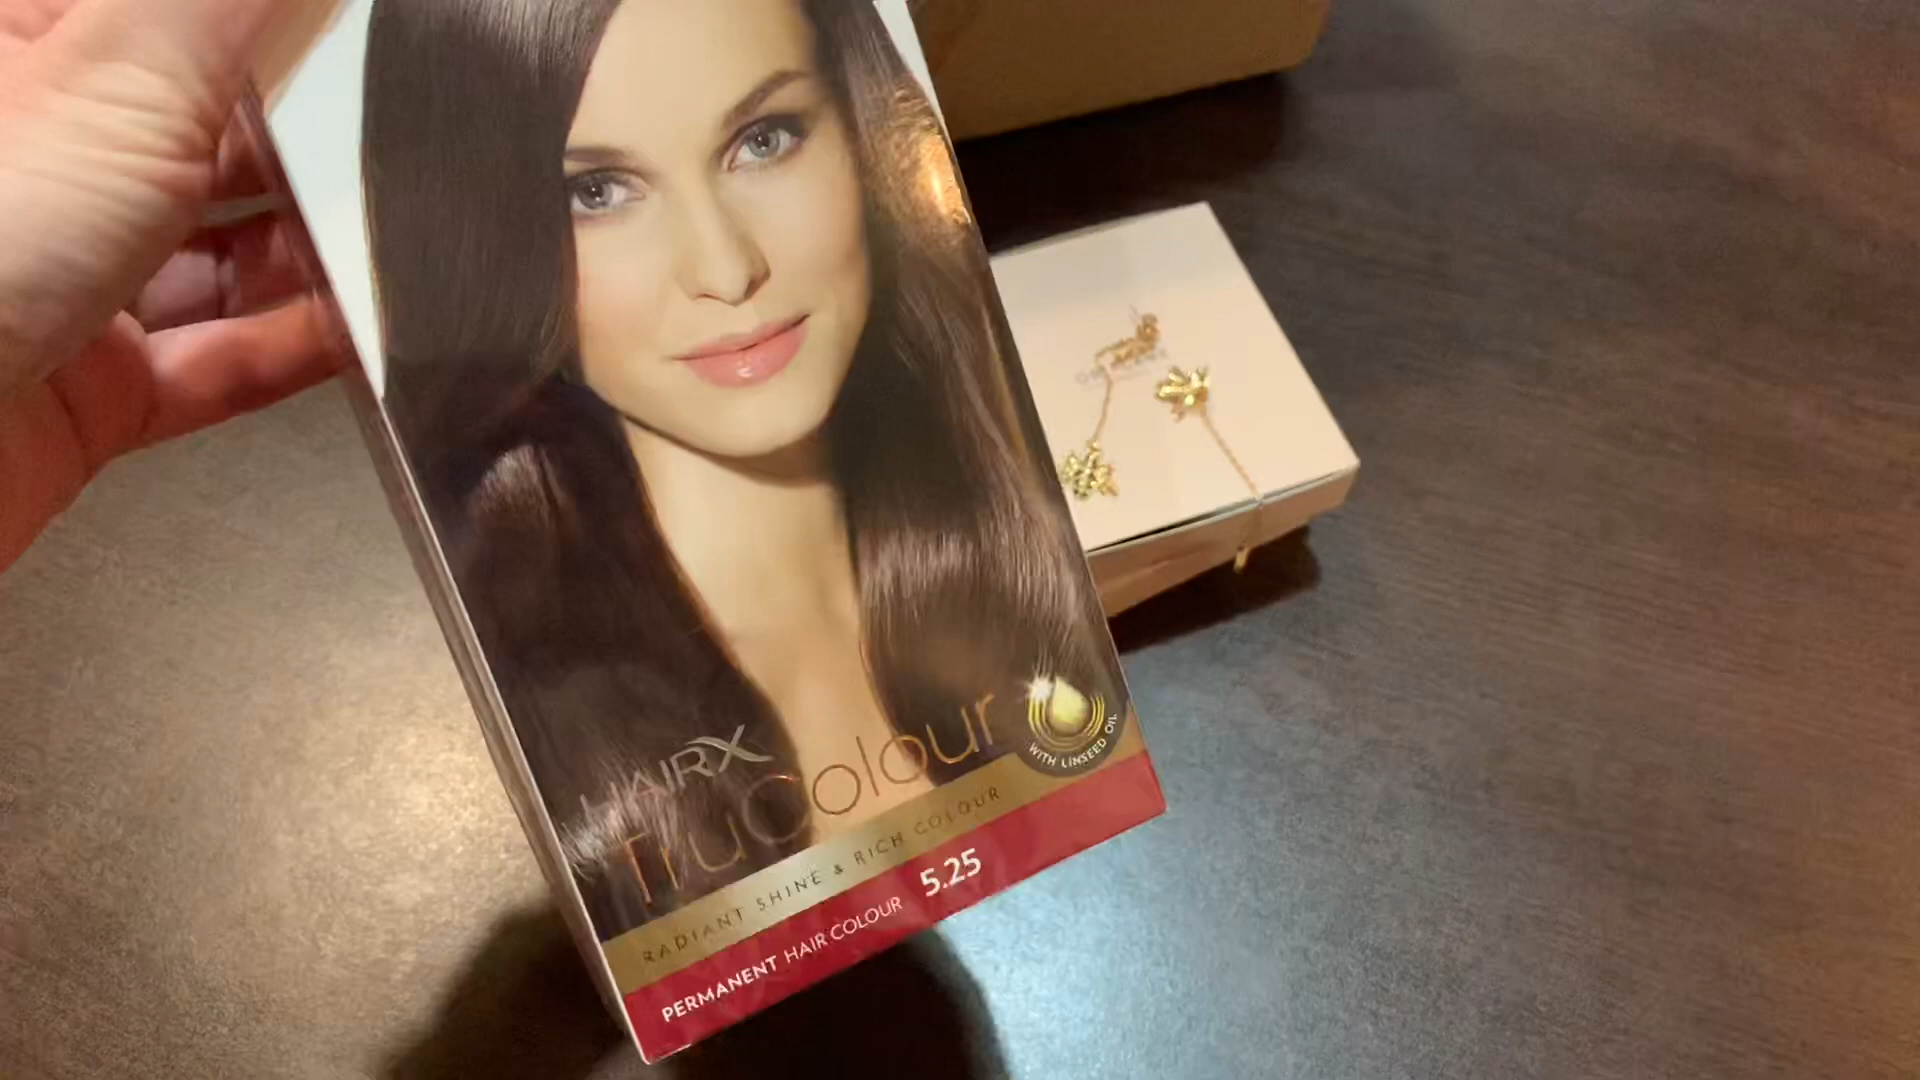 HAIRX
TruColour
WITH LINSEED OIL
RADIANT SHINE & RICH COLOUR
PERMANENT HAIR COLOUR 5.25